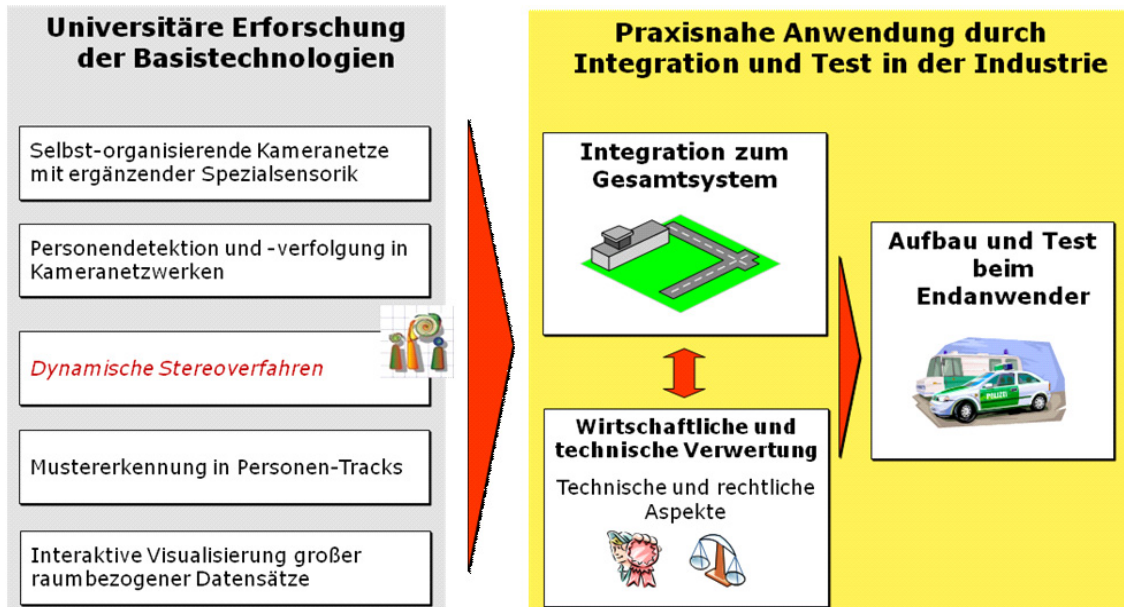 Universitäre Erforschung
der Basistechnologien
Selbst-organisierende Kameranetze
mit ergänzender Spezialsensorik
Personendetektion und -verfolgung in
Kameranetzwerken
Dynamische Stereoverfahren
Mustererkennung in Personen-Tracks
Interaktive Visualisierung großer
raumbezogener Datensätze
Praxisnahe Anwendung durch
Integration und Test in der Industrie
Integration zum
Gesamtsystem
Wirtschaftliche und
technische Verwertung
Technische und rechtliche
Aspekte
Aufbau und Test
beim
Endanwender
POLIZEI